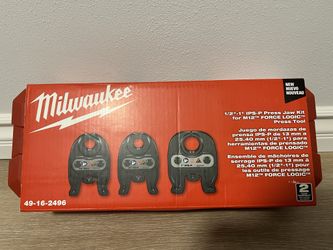 Milwaukee
1/2"-1" IPS-P Press Jaw Kit
for M12™ FORCE LOGIC™
Press Tool
NEW
NUEVO
NOUVEAU
Juego de mordazas de
prensa IPS-P de 13 mm a
25,40 mm (1/2"-1") para
herramientas de prensado
M12™ FORCE LOGIC™
Ensemble de mâchoires de
serrage IPS-P de 13 mm à
25,40 mm (1/2"-1") pour
les outils de pressage
M12™ FORCE LOGIC™
49-16-2496
2